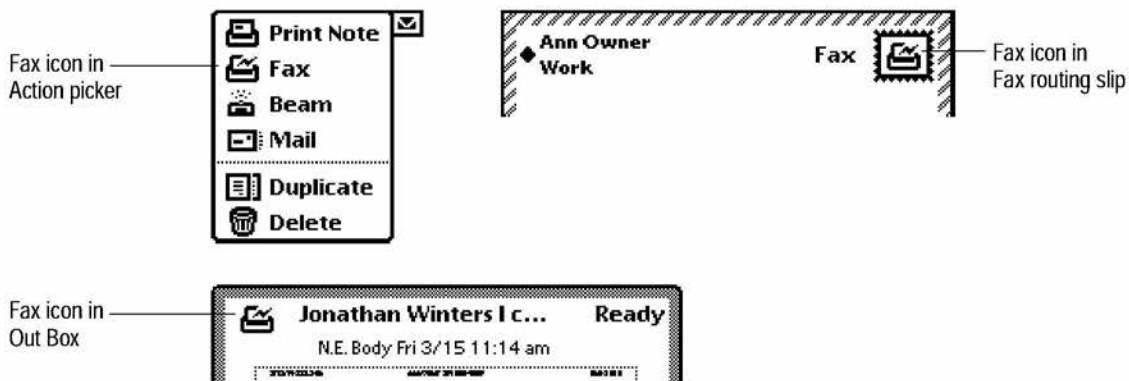 Fax icon in
Action picker
Print Note
Fax
Beam
Mail
Duplicate
Delete
Ann Owner
Work
Fax
Fax icon in
Fax routing slip
Fax icon in
Out Box
Jonathan Winters I c...
Ready
N.E. Body Fri 3/15 11:14 am